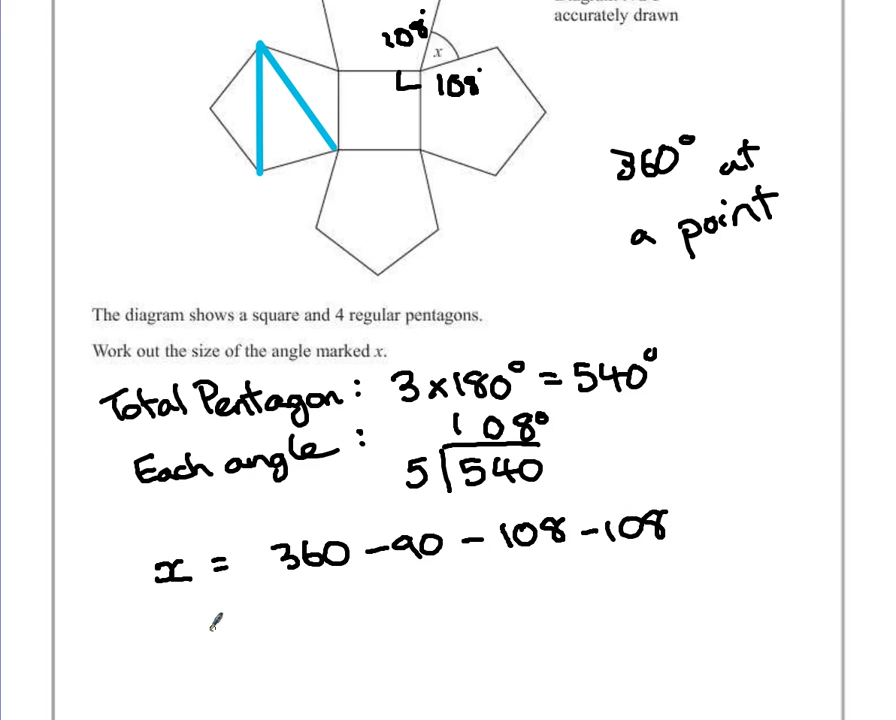 accurately drawn
108°
x
108°
360° at
a point
The diagram shows a square and 4 regular pentagons.
Work out the size of the angle marked x.
Total Pentagon: 3 × 180° = 540°
108°
Each angle: 5 540
x = 360 - 90 - 108 - 108